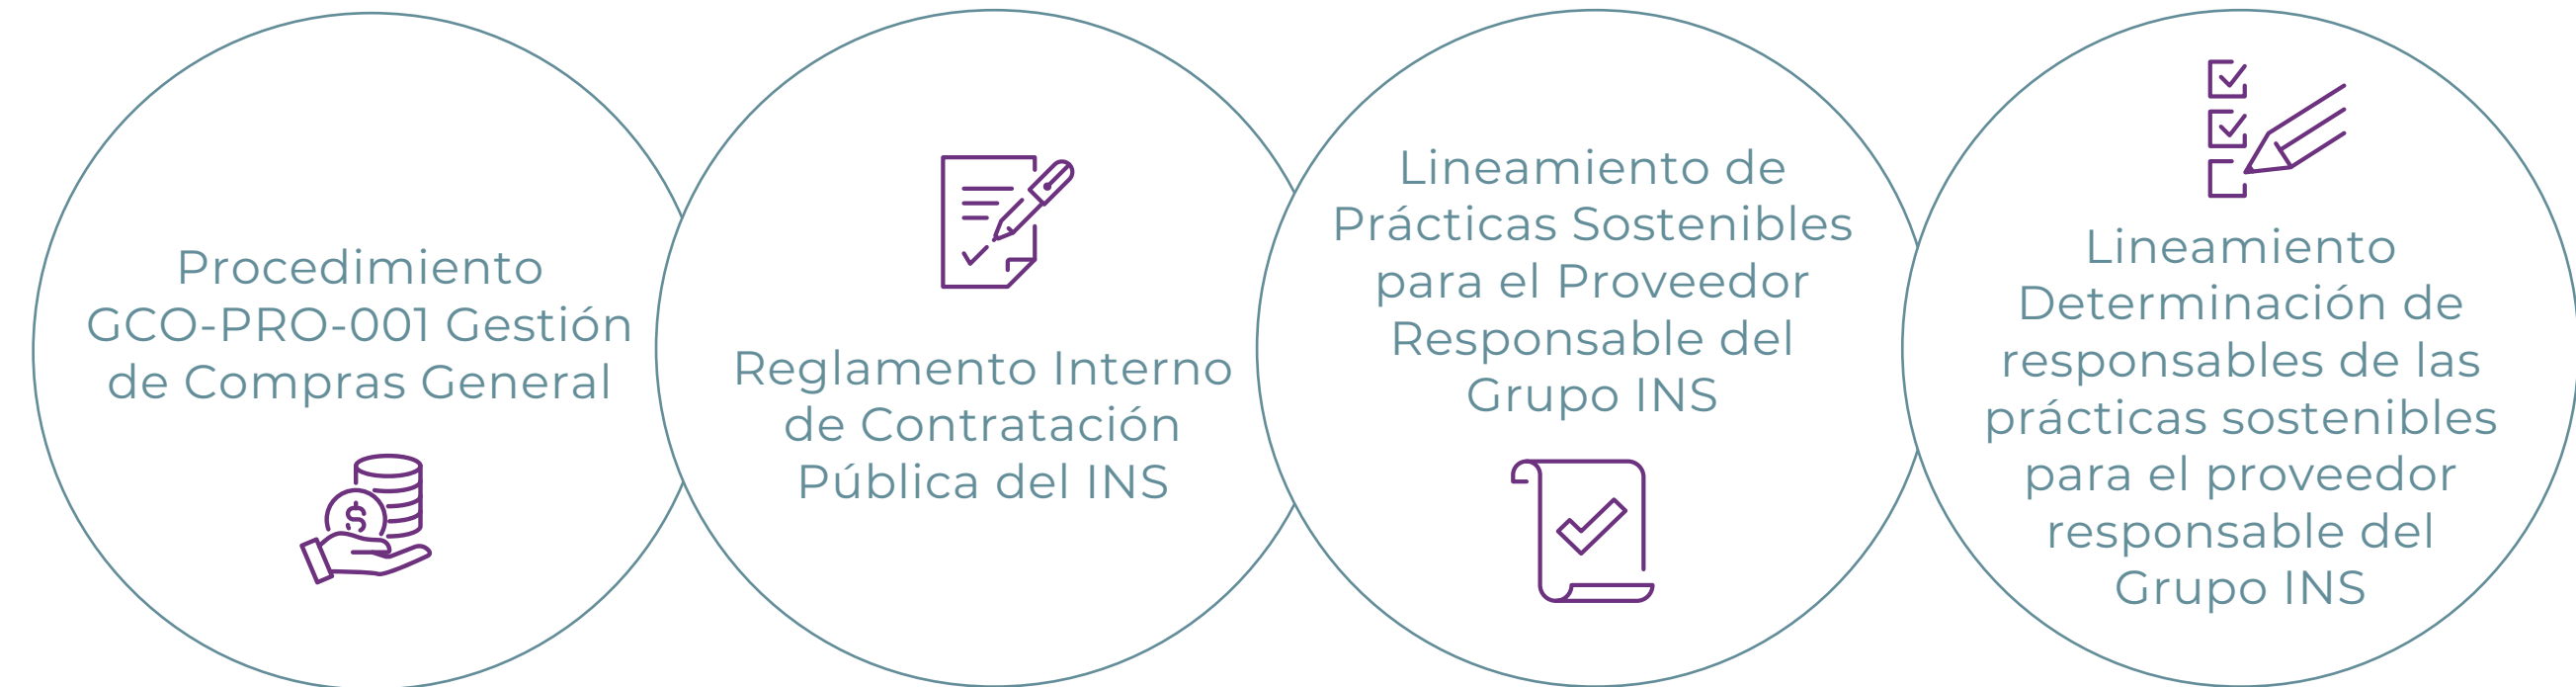 Procedimiento
GCO-PRO-001 Gestión
de Compras General
$
Reglamento Interno
de Contratación
Pública del INS
Lineamiento de
Prácticas Sostenibles
para el Proveedor
Responsable del
Grupo INS
Lineamiento
Determinación de
responsables de las
prácticas sostenibles
para el proveedor
responsable del
Grupo INS